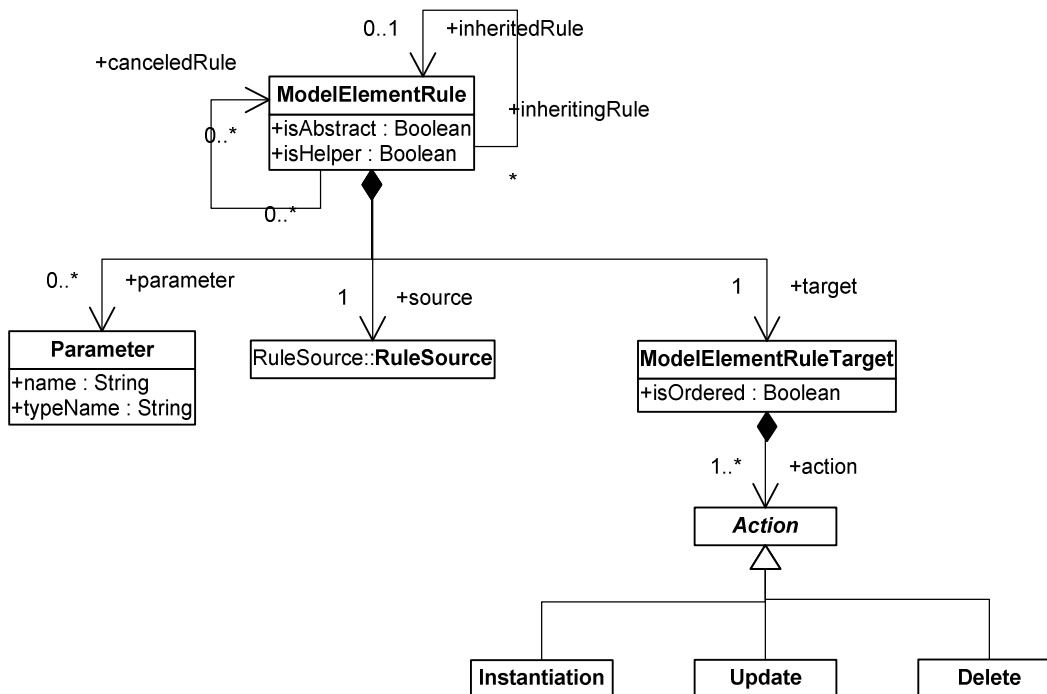 0..1
+inheritedRule
+canceledRule
ModelElementRule
+isAbstract : Boolean
+isHelper : Boolean
+inheritingRule
0..*
*
0..*
0..*
+parameter
1
+source
1
+target
Parameter
+name : String
+typeName : String
RuleSource::RuleSource
ModelElementRuleTarget
+isOrdered : Boolean
1..*
+action
Action
Instantiation
Update
Delete